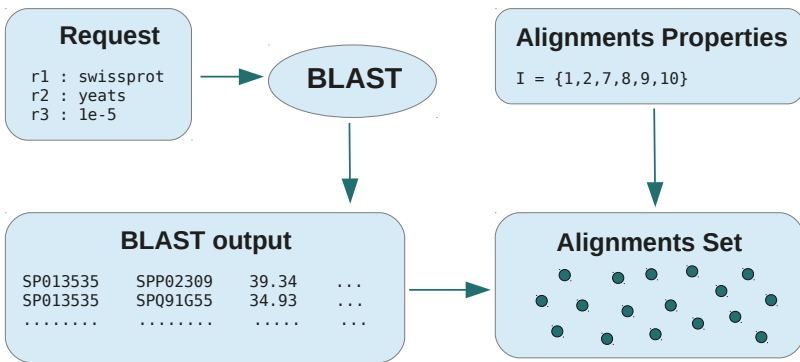 Request
r1 : swissprot
r2 : yeats
r3 : 1e-5
BLAST
Alignments Properties
I = {1,2,7,8,9,10}
BLAST output
SP013535 SPP02309 39.34 ...
SP013535 SPQ91G55 34.93 ...
........ ........ ..... ...
Alignments Set